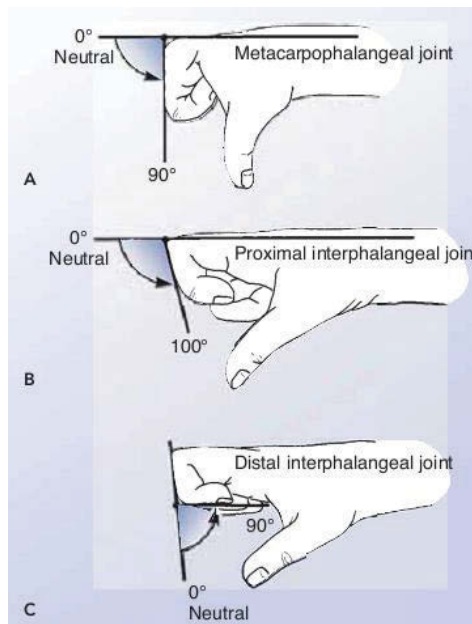 0°
Neutral
Metacarpophalangeal joint
90°
A
0°
Neutral
Proximal interphalangeal join
100°
B
Distal interphalangeal joint
90°
0°
Neutral
C